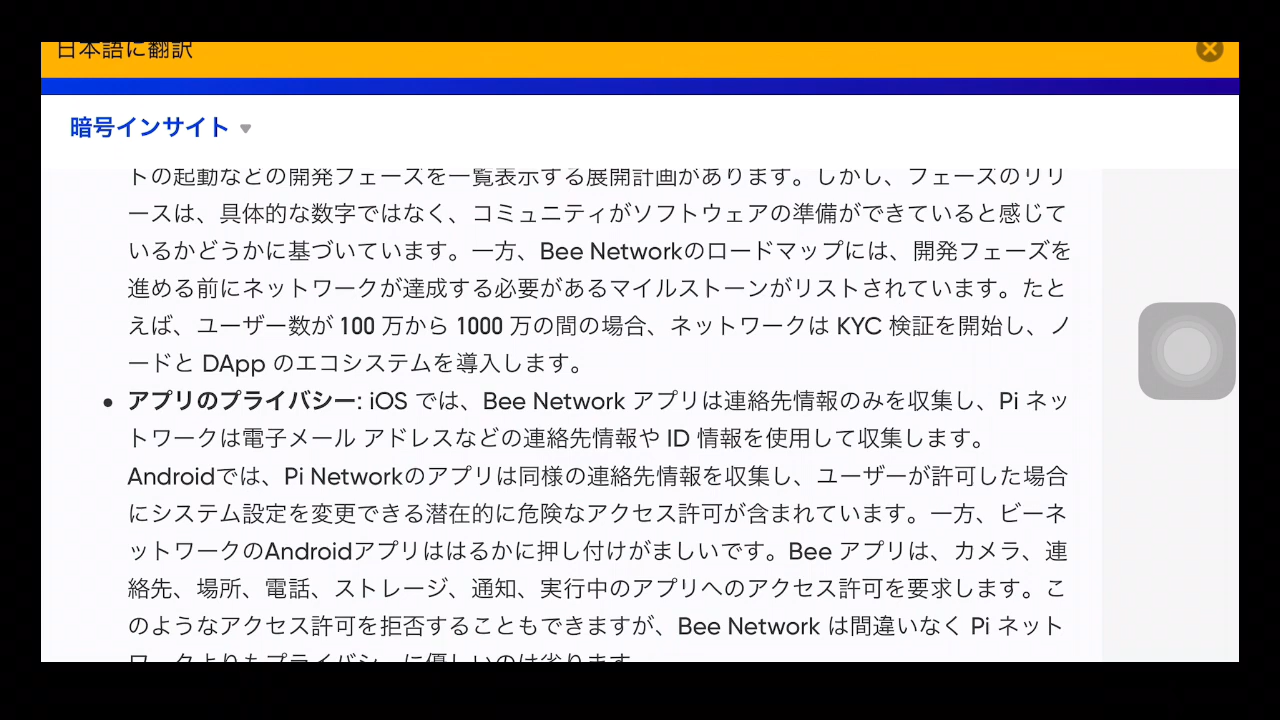 日本語に翻訳
暗号インサイト
トの起動などの開発フェーズを一覧表示する展開計画があります。しかし、フェーズのリリ
ースは、具体的な数字ではなく、コミュニティがソフトウェアの準備ができていると感じて
いるかどうかに基づいています。一方、Bee Networkのロードマップには、開発フェーズを
進める前にネットワークが達成する必要があるマイルストーンがリストされています。たと
えば、ユーザー数が 100 万から 1000 万の間の場合、ネットワークは KYC 検証を開始し、ノ
ードと DApp のエコシステムを導入します。
• アプリのプライバシー: iOS では、Bee Network アプリは連絡先情報のみを収集し、Pi ネッ
トワークは電子メール アドレスなどの連絡先情報や ID 情報を使用して収集します。
Androidでは、Pi Networkのアプリは同様の連絡先情報を収集し、ユーザーが許可した場合
にシステム設定を変更できる潜在的に危険なアクセス許可が含まれています。一方、ビーネ
ットワークのAndroidアプリははるかに押し付けがましいです。Bee アプリは、カメラ、連
絡先、場所、電話、ストレージ、通知、実行中のアプリへのアクセス許可を要求します。こ
のようなアクセス許可を拒否することもできますが、Bee Network は間違いなく Pi ネット
ワークよりもプライバシーに優しいのは劣ります